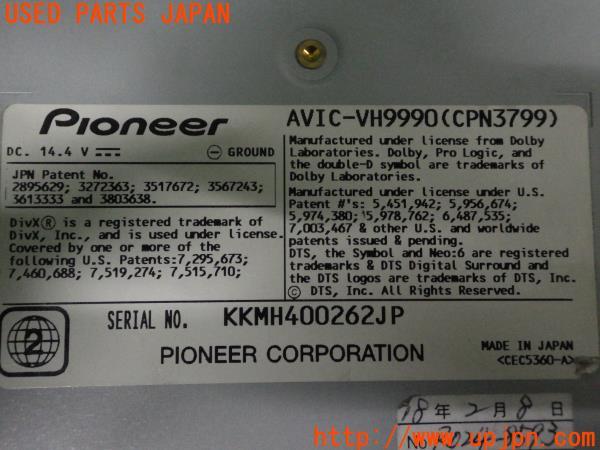 USED PARTS JAPAN
Pioneer
DC. 14.4 V
GROUND
JPN Patent No.
2895629; 3272363; 3517672; 3567243;
3613333 and 3803638.
DivX® is a registered trademark of
DivX, Inc., and is used under license.
Covered by one or more of the
following U.S. Patents:7,295,673;
7,460,688; 7,519,274; 7,515,710;
AVIC-VH9990(CPN3799)
Manufactured under license from Dolby
Laboratories. Dolby, Pro Logic, and
the double-D symbol are trademarks of
Dolby Laboratories.
Manufactured under license under U.S.
Patent #'s: 5,451,942; 5,956,674;
5,974,380; 5,978,762; 6,487,535;
7,003,467 & other U.S. and worldwide
patents issued & pending.
DTS, the Symbol and Neo:6 are registered
trademarks & DTS Digital Surround and
the DTS logos are trademarks of DTS, Inc.
© DTS, Inc. All Rights Reserved.
2
SERIAL NO. KKMH400262JP
PIONEER CORPORATION
MADE IN JAPAN
<CEC5360-A>
18年2月8日
No.
http://www.upj-jpn.com/